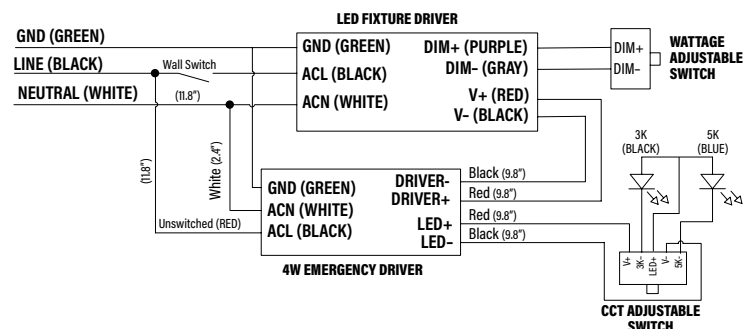 LED FIXTURE DRIVER
GND (GREEN)
LINE (BLACK)
Wall Switch
NEUTRAL (WHITE)
(11.8")
GND (GREEN)
ACL (BLACK)
ACN (WHITE)
DIM+ (PURPLE)
DIM– (GRAY)
V+ (RED)
V– (BLACK)
DIM+
DIM–
WATTAGE
ADJUSTABLE
SWITCH
(11.8")
White (2.4")
Unswitched (RED)
GND (GREEN)
ACN (WHITE)
ACL (BLACK)
DRIVER-
DRIVER+
LED+
LED–
4W EMERGENCY DRIVER
Black (9.8")
Red (9.8")
Red (9.8")
Black (9.8")
3K
(BLACK)
5K
(BLUE)
V+
3K-
LED+
V-
5K-
CCT ADJUSTABLE
SWITCH